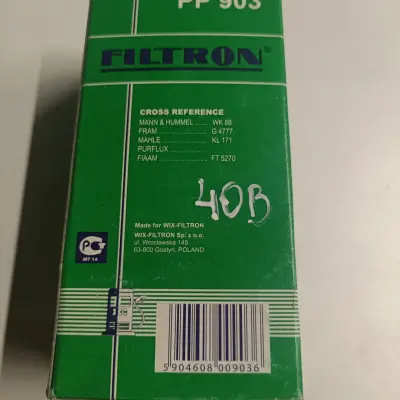 PP 903
FILTRON®
CROSS REFERENCE
MANN & HUMMEL ...... WK 66
FRAM ...................... G 4777
MAHLE .................... KL 171
PURFLUX ................
FIAAM ..................... FT 5270
40B
Made for WIX-FILTRON
WIX-FILTRON Sp. z o.o.
ul. Wrocławska 145
63-800 Gostyń, POLAND
5904608009036